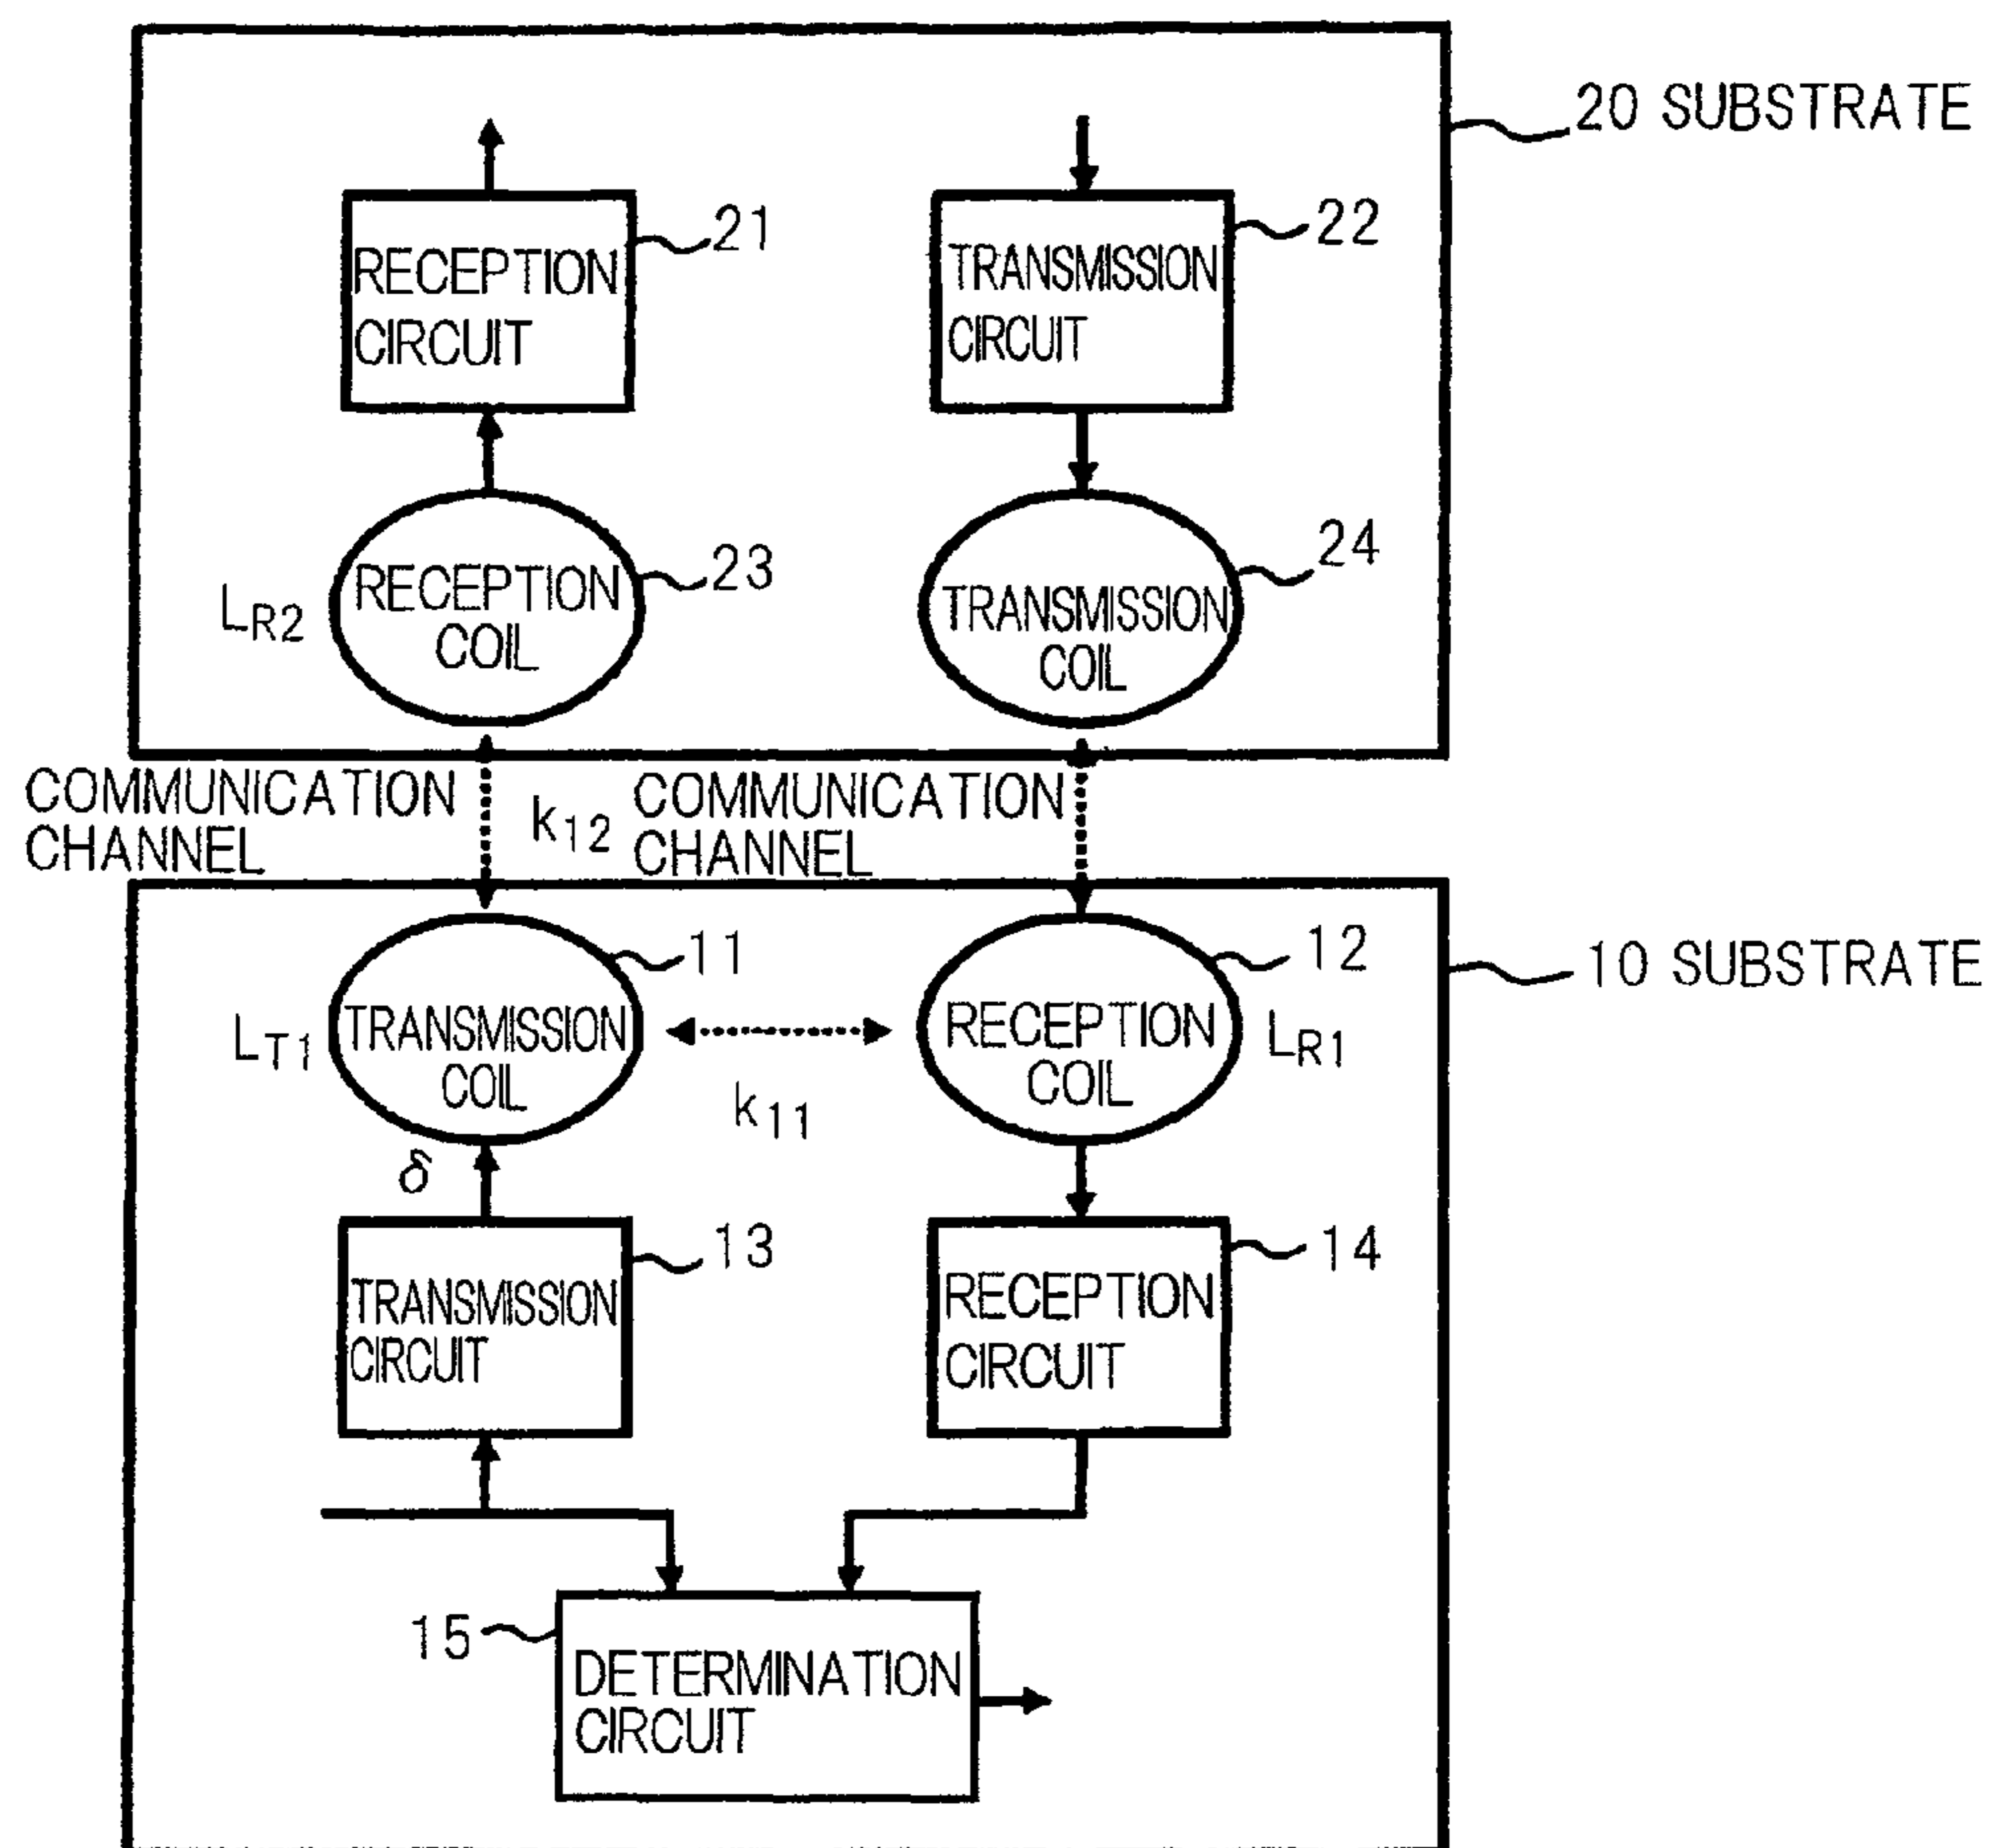 20 SUBSTRATE
21
22
RECEPTION
CIRCUIT
TRANSMISSION
CIRCUIT
23
24
LR2
RECEPTION
COIL
TRANSMISSION
COIL
COMMUNICATION
CHANNEL
k12
COMMUNICATION
CHANNEL
11
12
10 SUBSTRATE
LT1
TRANSMISSION
COIL
k11
RECEPTION
COIL
LR1
δ
13
14
TRANSMISSION
CIRCUIT
RECEPTION
CIRCUIT
15
DETERMINATION
CIRCUIT